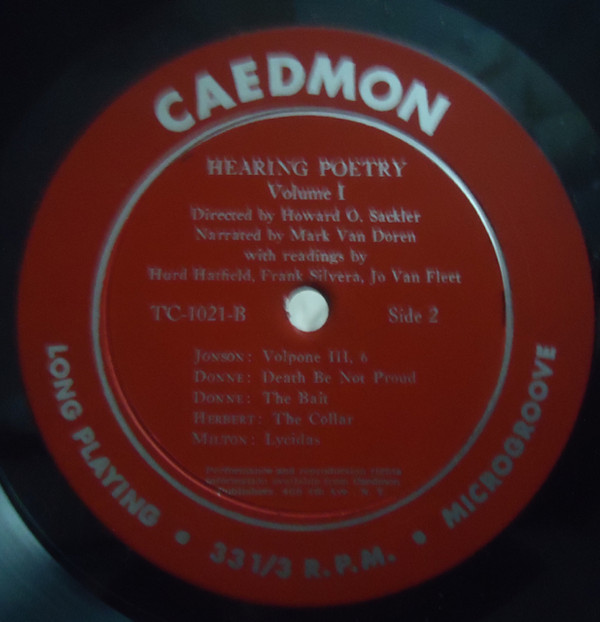 CAEDMON
HEARING POETRY
Volume I
Directed by Howard O. Sackler
Narrated by Mark Van Doren
with readings by
Hurd Hatfield, Frank Silvera, Jo Van Fleet
TC-1021-B Side 2
JONSON: Volpone III, 6
DONNE: Death Be Not Proud
DONNE: The Bait
HERBERT: The Collar
MILTON: Lycidas
Publishers N. Y.
LONG PLAYING • 33 1/3 R.P.M. • MICROGROOVE